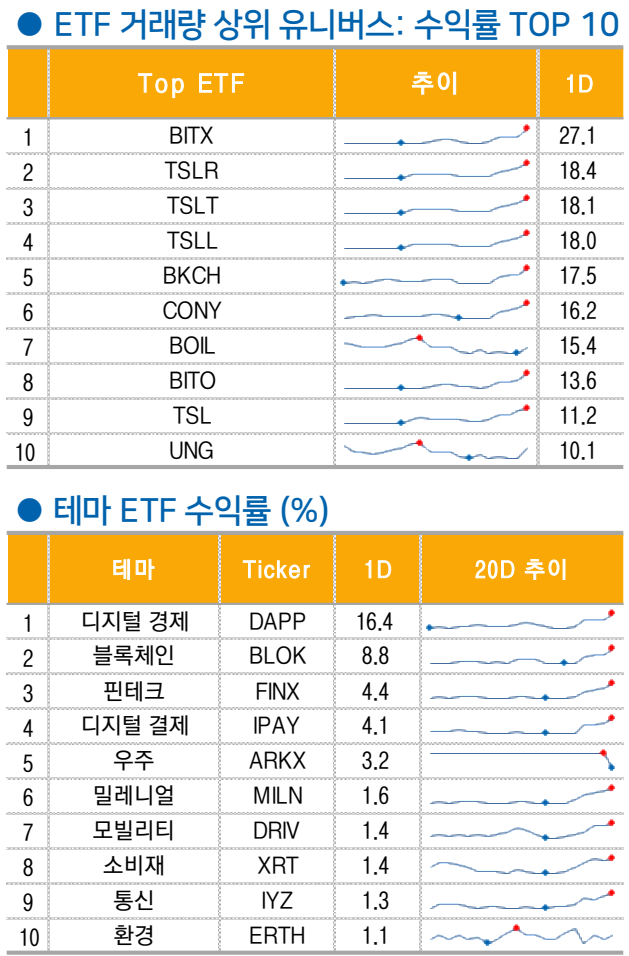 ● ETF 거래량 상위 유니버스: 수익률 TOP 10
Top ETF 추이 1D
1 BITX 27.1
2 TSLR 18.4
3 TSLT 18.1
4 TSLL 18.0
5 BKCH 17.5
6 CONY 16.2
7 BOIL 15.4
8 BITO 13.6
9 TSL 11.2
10 UNG 10.1
● 테마 ETF 수익률 (%)
테마 Ticker 1D 20D 추이
1 디지털 경제 DAPP 16.4
2 블록체인 BLOK 8.8
3 핀테크 FINX 4.4
4 디지털 결제 IPAY 4.1
5 우주 ARKX 3.2
6 밀레니얼 MILN 1.6
7 모빌리티 DRIV 1.4
8 소비재 XRT 1.4
9 통신 IYZ 1.3
10 환경 ERTH 1.1